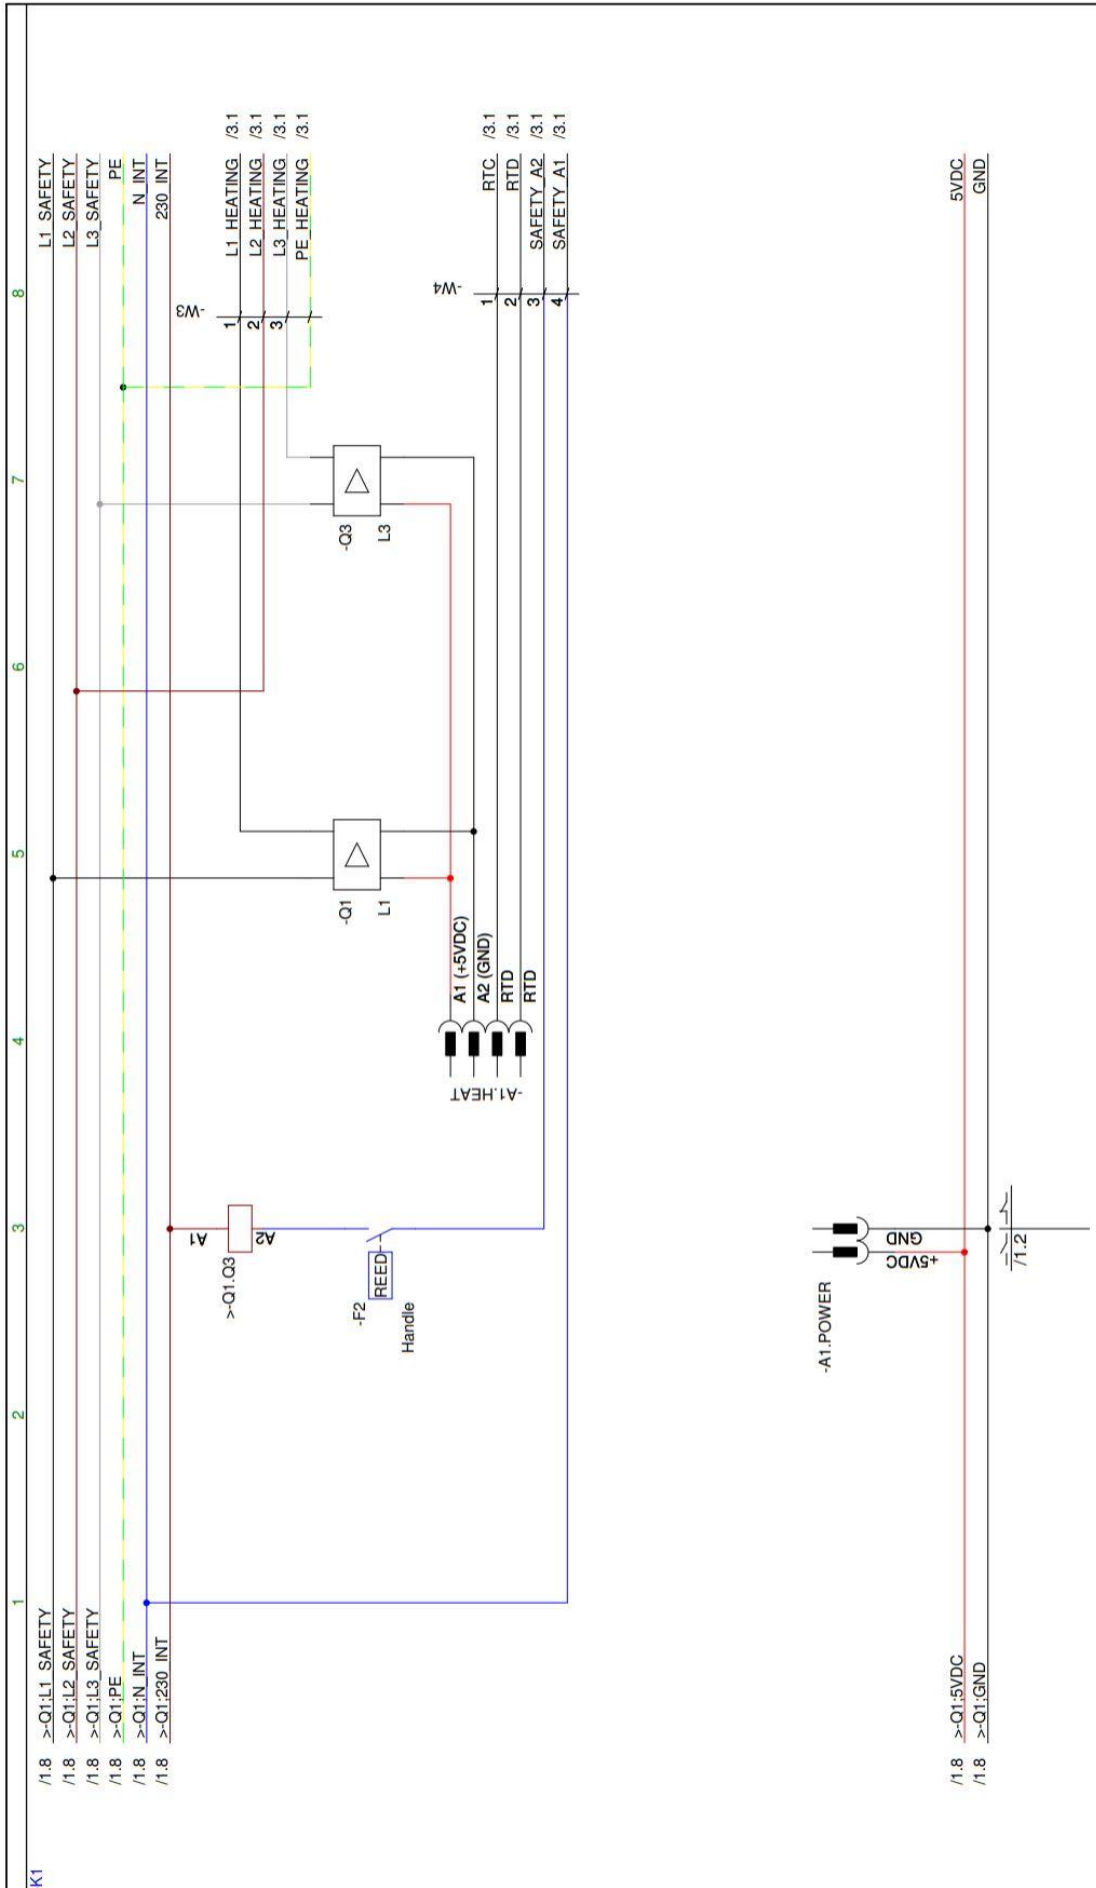 1
2
3
4
5
6
7
8
K1
/1.8 >-Q1:L1_SAFETY
L1_SAFETY
/1.8 >-Q1:L2_SAFETY
L2_SAFETY
/1.8 >-Q1:L3_SAFETY
L3_SAFETY
/1.8 >-Q1:PE
PE
/1.8 >-Q1:N_INT
N_INT
/1.8 >-Q1:230_INT
230_INT
A1
>-Q1.Q3
A2
-F2
REED
Handle
-W3
1
L1_HEATING /3.1
2
L2_HEATING /3.1
3
L3_HEATING /3.1
PE_HEATING /3.1
-Q1
L1
-Q3
L3
-A1.HEAT
A1 (+5VDC)
A2 (GND)
RTD
RTD
-W4
1
RTC /3.1
2
RTD /3.1
3
SAFETY_A2 /3.1
4
SAFETY_A1 /3.1
-A1.POWER
+5VDC
GND
/1.8 >-Q1:5VDC
5VDC
/1.8 >-Q1:GND
GND
/1.2